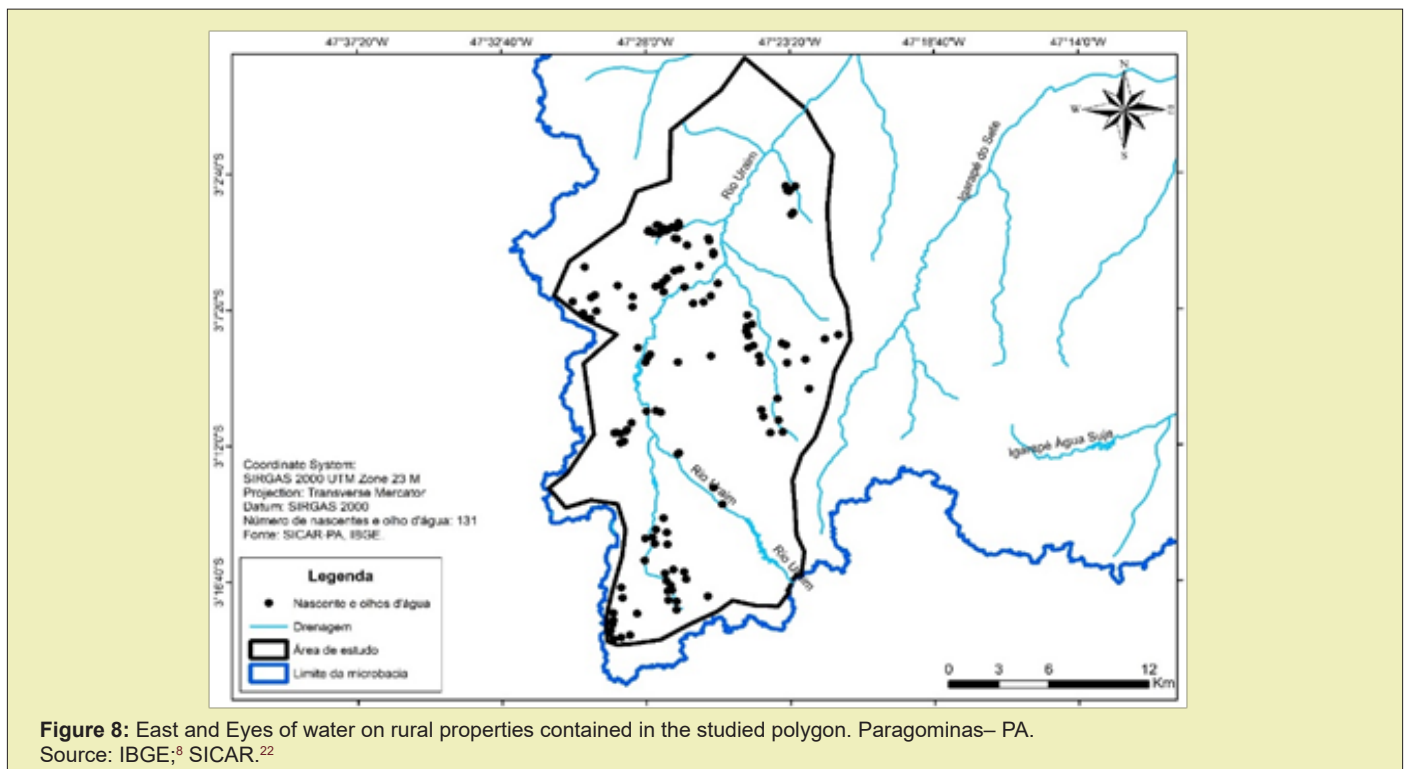 47°37'20"W 47°32'40"W 47°28'0"W 47°23'20"W 47°18'40"W 47°14'0"W
N
W
S
3°2'40"S
3°7'20"S
3°12'0"S
3°16'40"S
Rio Uraim
Igarapé do Sete
Igarapé Água Suja
Rio Uraim
Rio Uraim
Coordinate System:
SIRGAS 2000 UTM Zone 23 M
Projection: Transverse Mercator
Datum: SIRGAS 2000
Número de nascentes e olho d'água: 131
Fonte: SICAR-PA, IBGE.
Legenda
Nascente e olhos d'água
Drenagem
Área de estudo
Limite da microbacia
0 3 6 12
Km
Figure 8: East and Eyes of water on rural properties contained in the studied polygon. Paragominas– PA.
Source: IBGE;8 SICAR.22